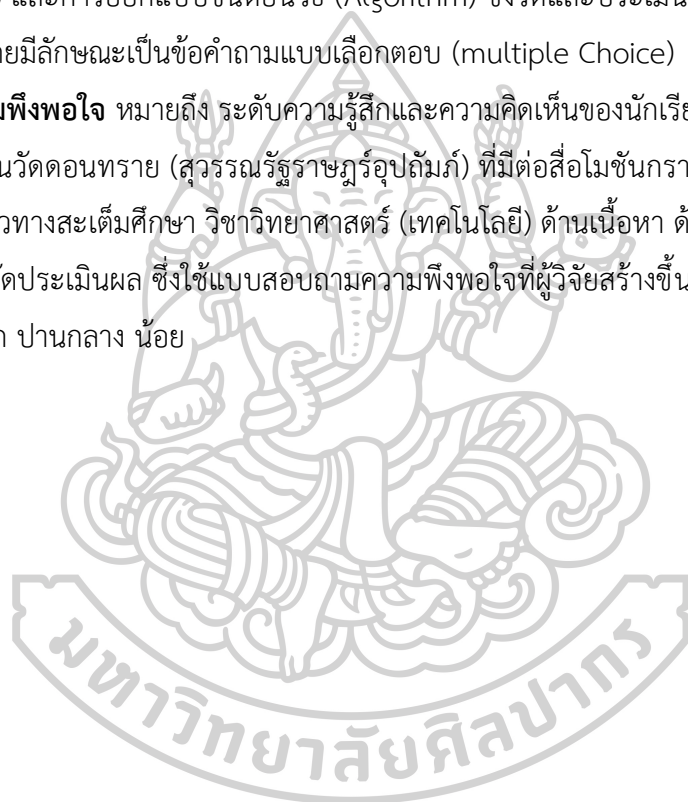 และการออกแบบขั้นตอนวิธี (Algorithm) ซึ่งวัดและประเมิน
มีลักษณะเป็นข้อคำถามแบบเลือกตอบ (multiple Choice)
พึงพอใจ หมายถึง ระดับความรู้สึกและความคิดเห็นของนักเรีย
วัดดอนทราย (สุวรรณรัฐราษฎร์อุปถัมภ์) ที่มีต่อสื่อโมชันกรา
วทางสะเต็มศึกษา วิชาวิทยาศาสตร์ (เทคโนโลยี) ด้านเนื้อหา ด้
ัดประเมินผล ซึ่งใช้แบบสอบถามความพึงพอใจที่ผู้วิจัยสร้างขึ้น
ปานกลาง น้อย
มหาวิทยาลัยศิลปากร